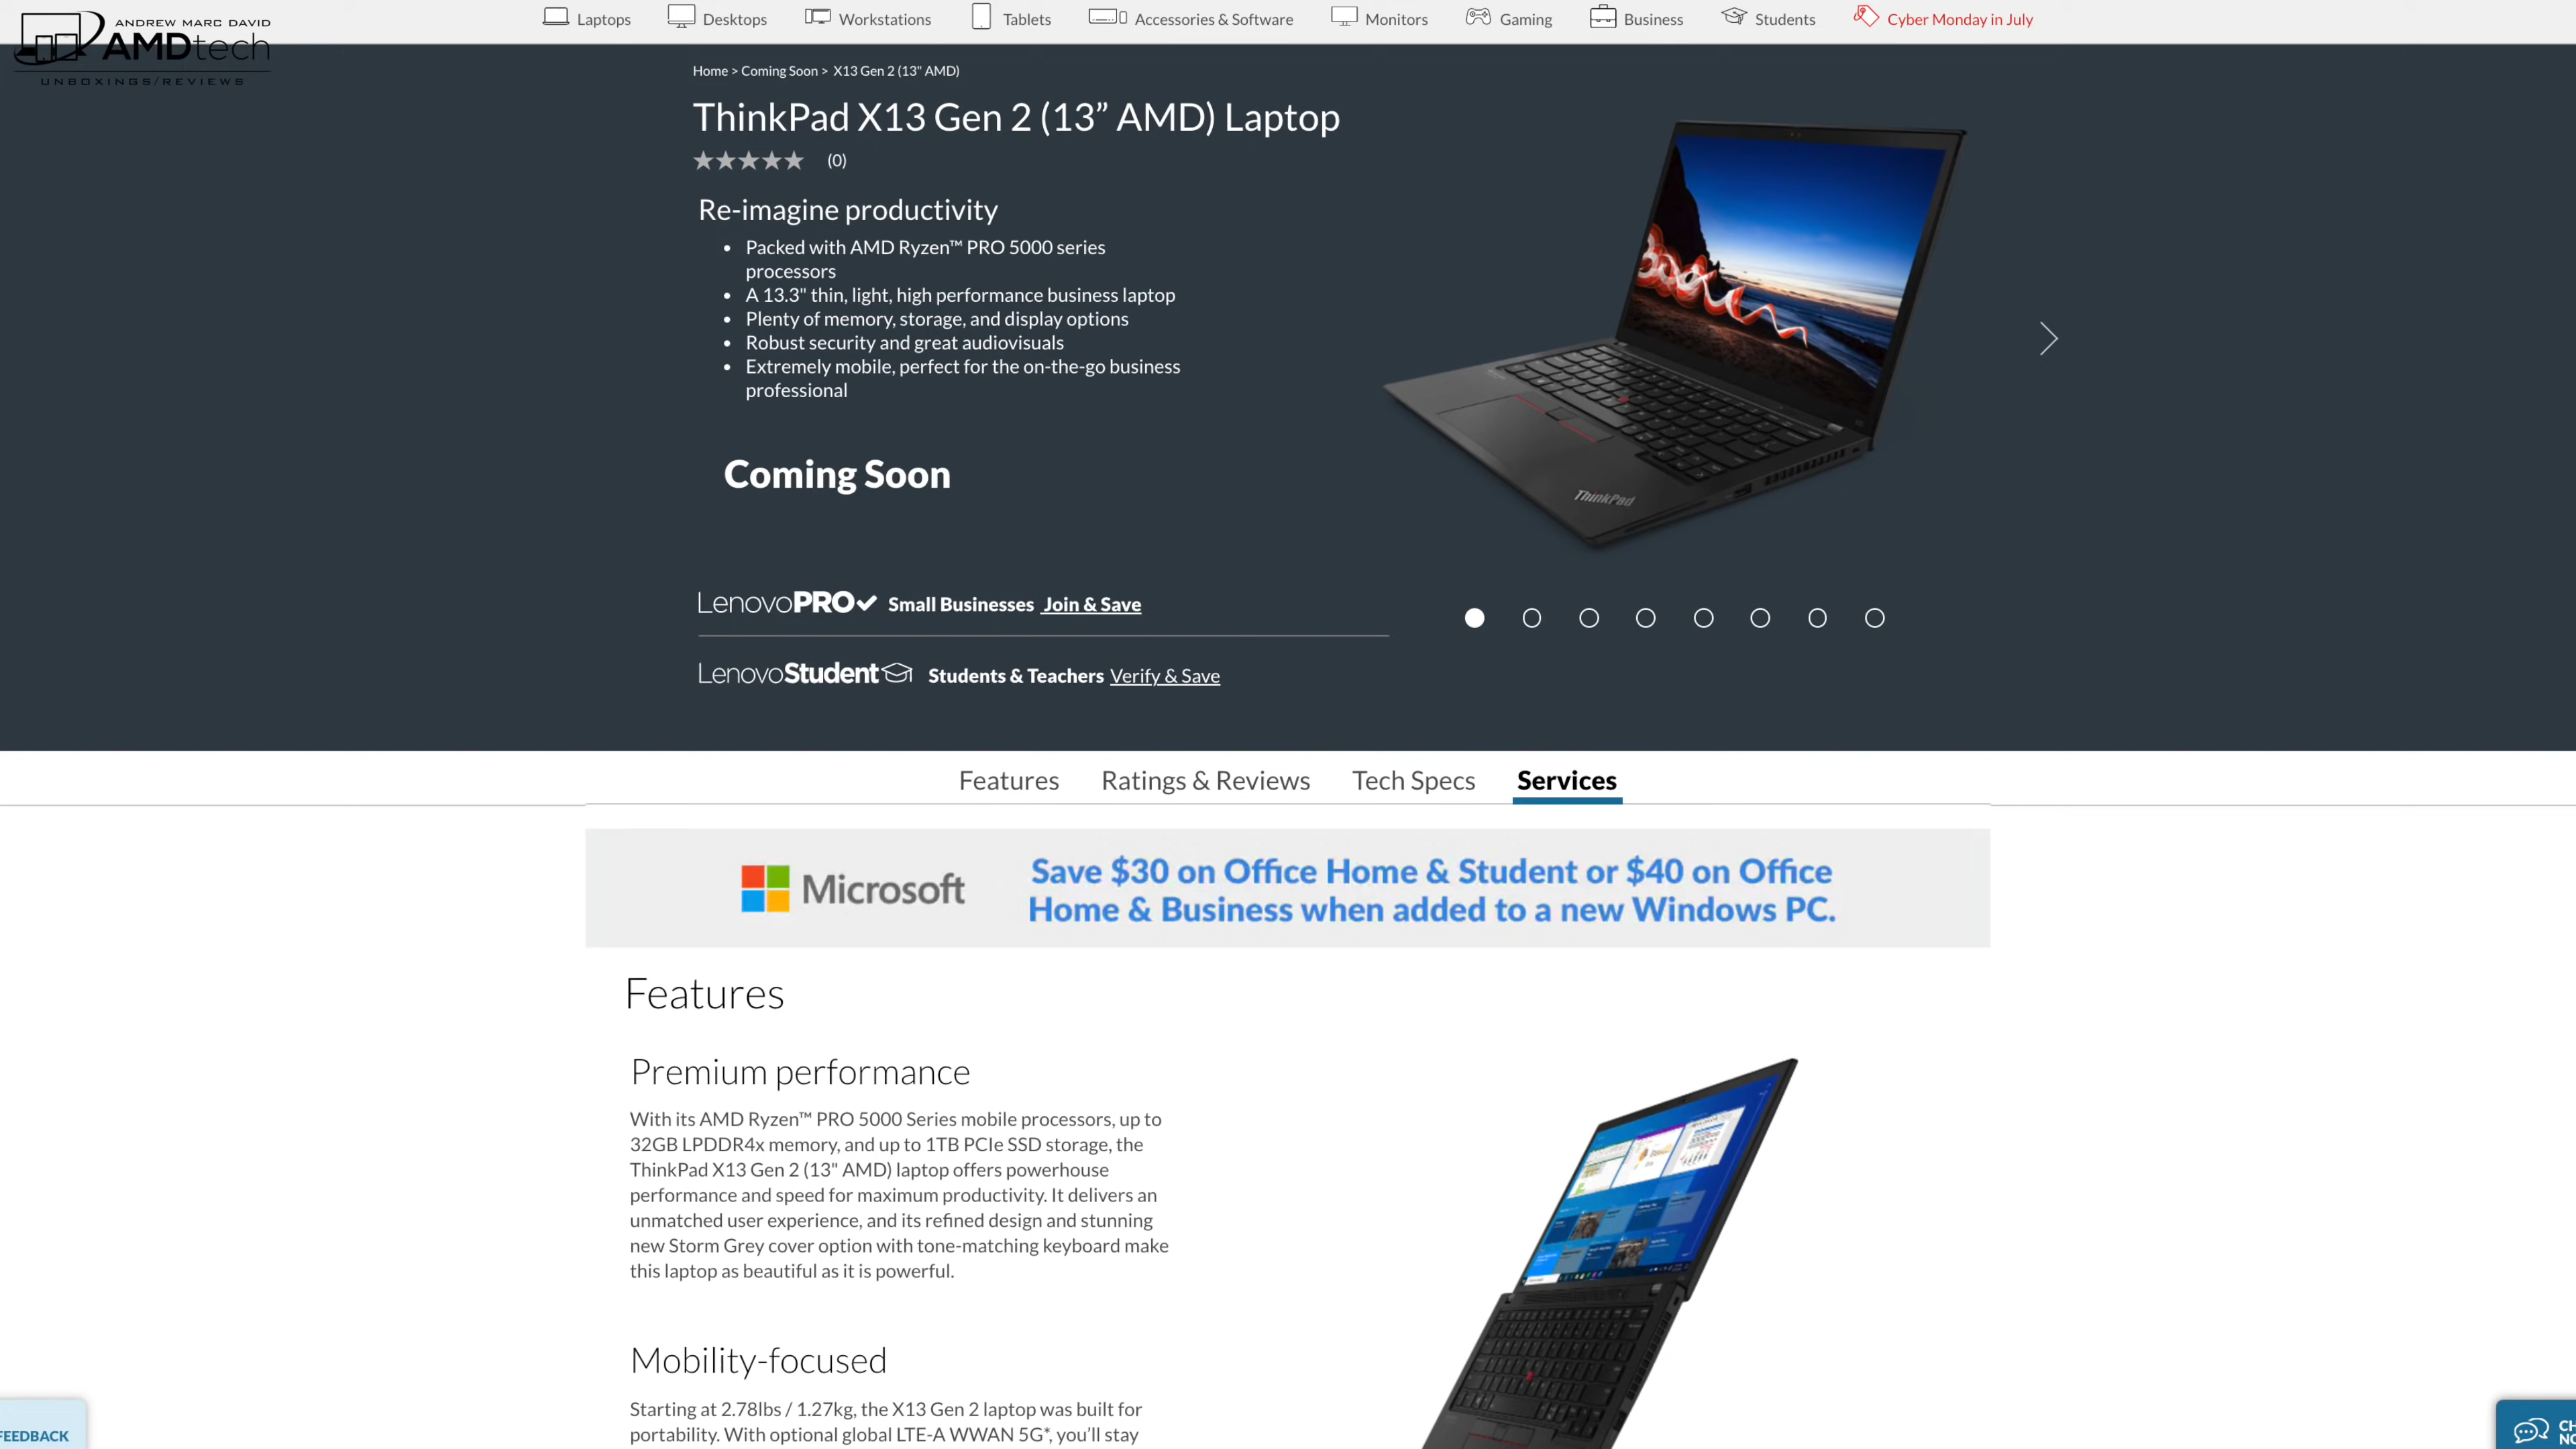 ANDREW MARC DAVID
AMDtech
UNBOXINGS/REVIEWS
Laptops
Desktops
Workstations
Tablets
Accessories & Software
Monitors
Gaming
Business
Students
Cyber Monday in July
Home > Coming Soon > X13 Gen 2 (13" AMD)
ThinkPad X13 Gen 2 (13” AMD) Laptop
(0)
Re-imagine productivity
• Packed with AMD Ryzen™ PRO 5000 series
processors
• A 13.3" thin, light, high performance business laptop
• Plenty of memory, storage, and display options
• Robust security and great audiovisuals
• Extremely mobile, perfect for the on-the-go business
professional
Coming Soon
ThinkPad
LenovoPRO Small Businesses Join & Save
LenovoStudent Students & Teachers Verify & Save
Features
Ratings & Reviews
Tech Specs
Services
Microsoft
Save $30 on Office Home & Student or $40 on Office
Home & Business when added to a new Windows PC.
Features
Premium performance
With its AMD Ryzen™ PRO 5000 Series mobile processors, up to
32GB LPDDR4x memory, and up to 1TB PCIe SSD storage, the
ThinkPad X13 Gen 2 (13" AMD) laptop offers powerhouse
performance and speed for maximum productivity. It delivers an
unmatched user experience, and its refined design and stunning
new Storm Grey cover option with tone-matching keyboard make
this laptop as beautiful as it is powerful.
Mobility-focused
Starting at 2.78lbs / 1.27kg, the X13 Gen 2 laptop was built for
portability. With optional global LTE-A WWAN 5G*, you’ll stay
FEEDBACK